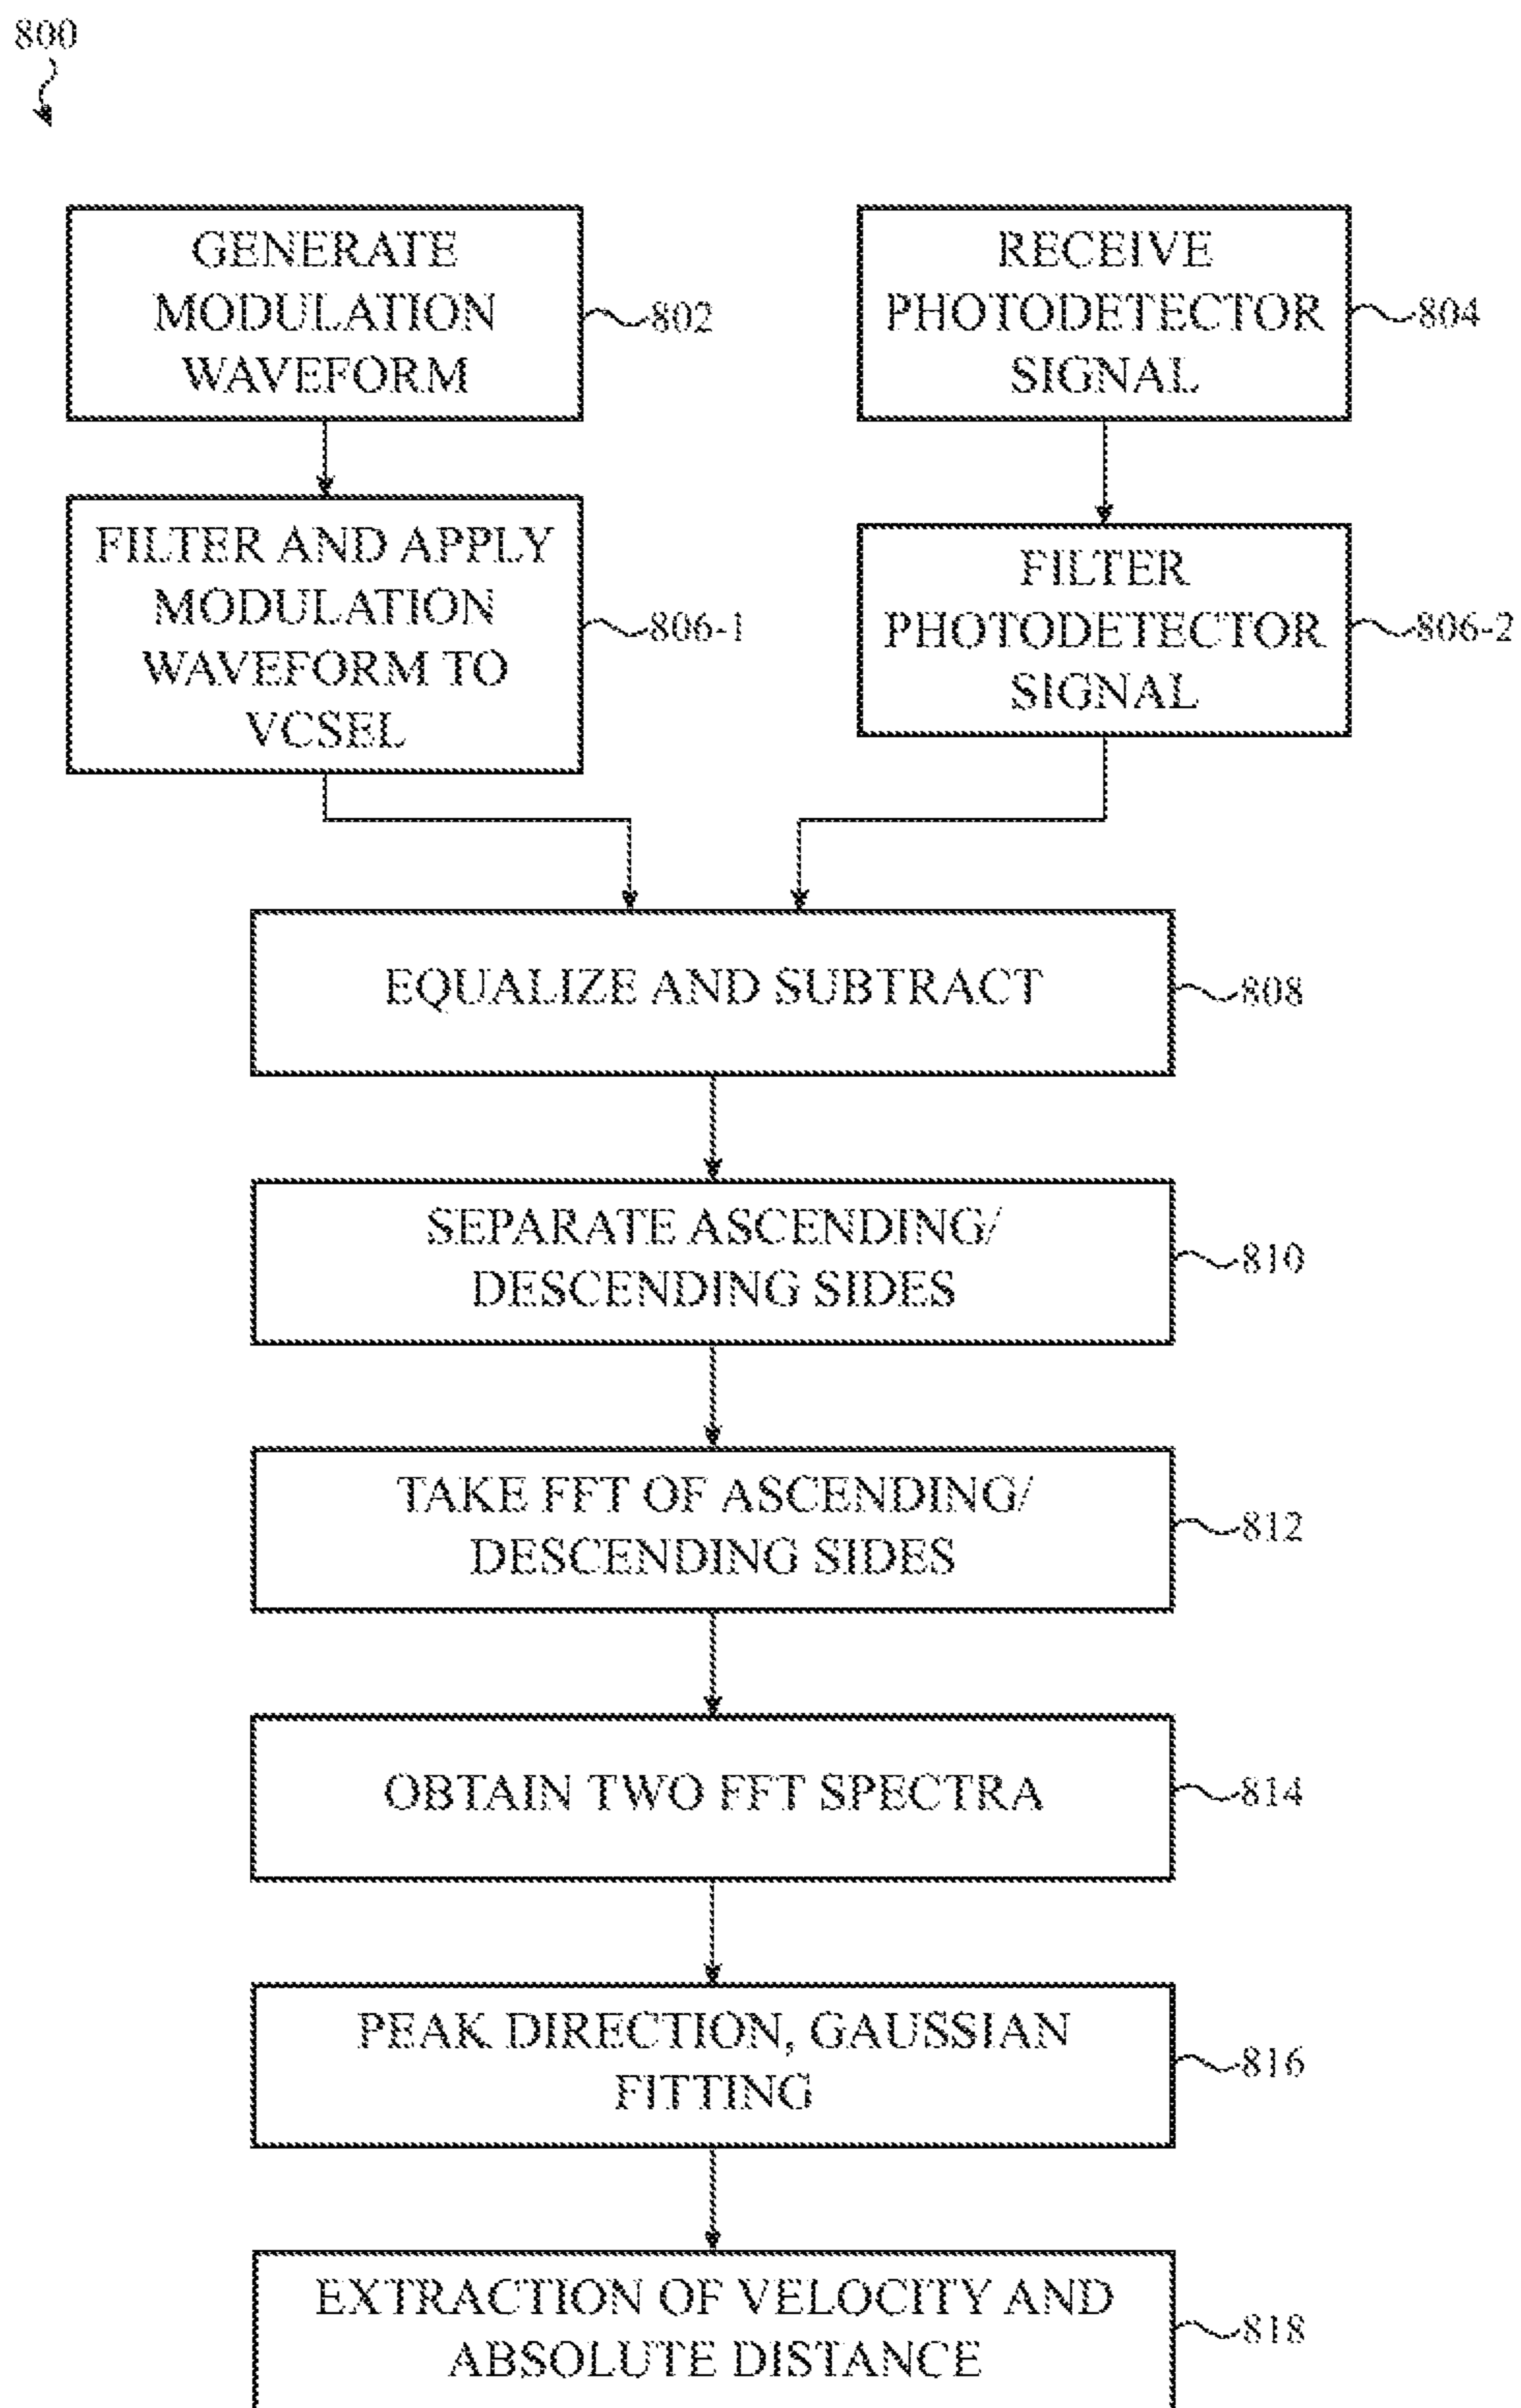 800
GENERATE
MODULATION
WAVEFORM
802
RECEIVE
PHOTODETECTOR
SIGNAL
804
FILTER AND APPLY
MODULATION
WAVEFORM TO
VCSEL
806-1
FILTER
PHOTODETECTOR
SIGNAL
806-2
EQUALIZE AND SUBTRACT
808
SEPARATE ASCENDING/
DESCENDING SIDES
810
TAKE FFT OF ASCENDING/
DESCENDING SIDES
812
OBTAIN TWO FFT SPECTRA
814
PEAK DIRECTION, GAUSSIAN
FITTING
816
EXTRACTION OF VELOCITY AND
ABSOLUTE DISTANCE
818